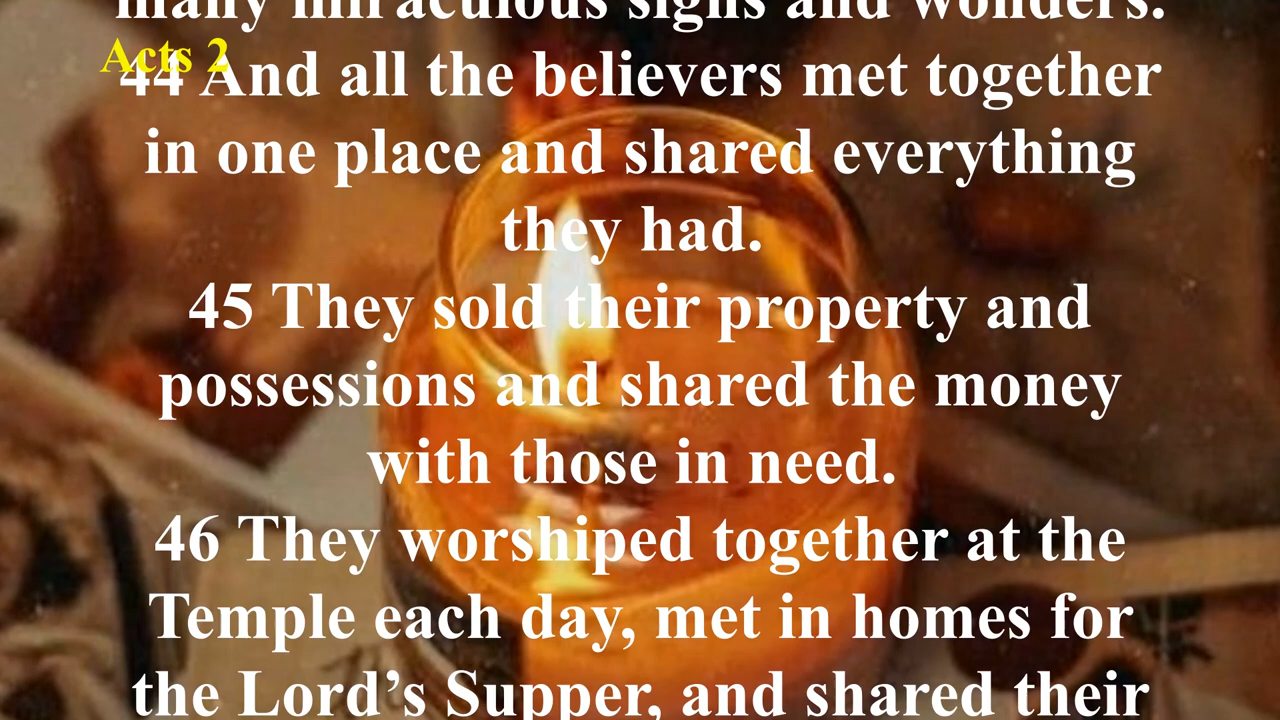 many miraculous signs and wonders.
Acts 2
44 And all the believers met together
in one place and shared everything
they had.
45 They sold their property and
possessions and shared the money
with those in need.
46 They worshiped together at the
Temple each day, met in homes for
the Lord’s Supper, and shared their